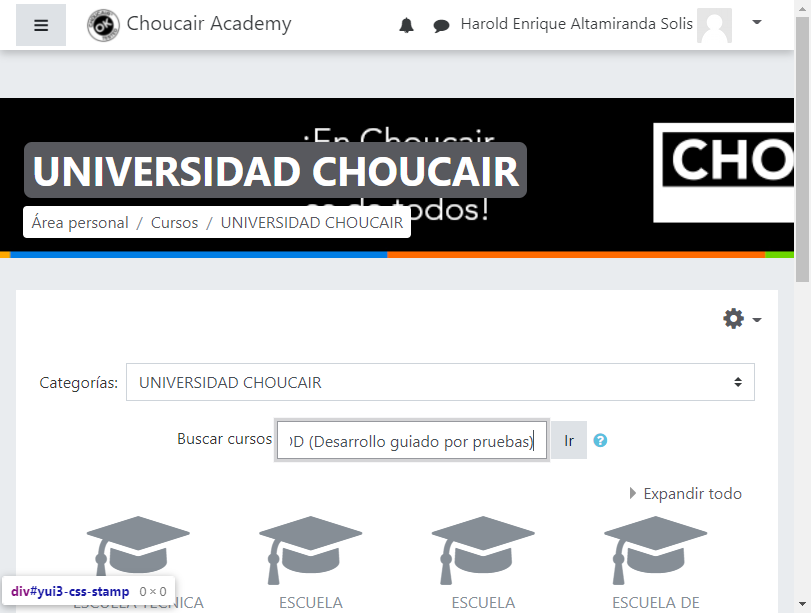 Choucair Academy
Harold Enrique Altamiranda Solis
¡En Choucair
CHO
UNIVERSIDAD CHOUCAIR
es de todos!
Área personal / Cursos / UNIVERSIDAD CHOUCAIR
Categorías: UNIVERSIDAD CHOUCAIR
Buscar cursos DD (Desarrollo guiado por pruebas) Ir ?
Expandir todo
div#yui3-css-stamp 0 × 0
ESCUELA TÉCNICA ESCUELA ESCUELA ESCUELA DE